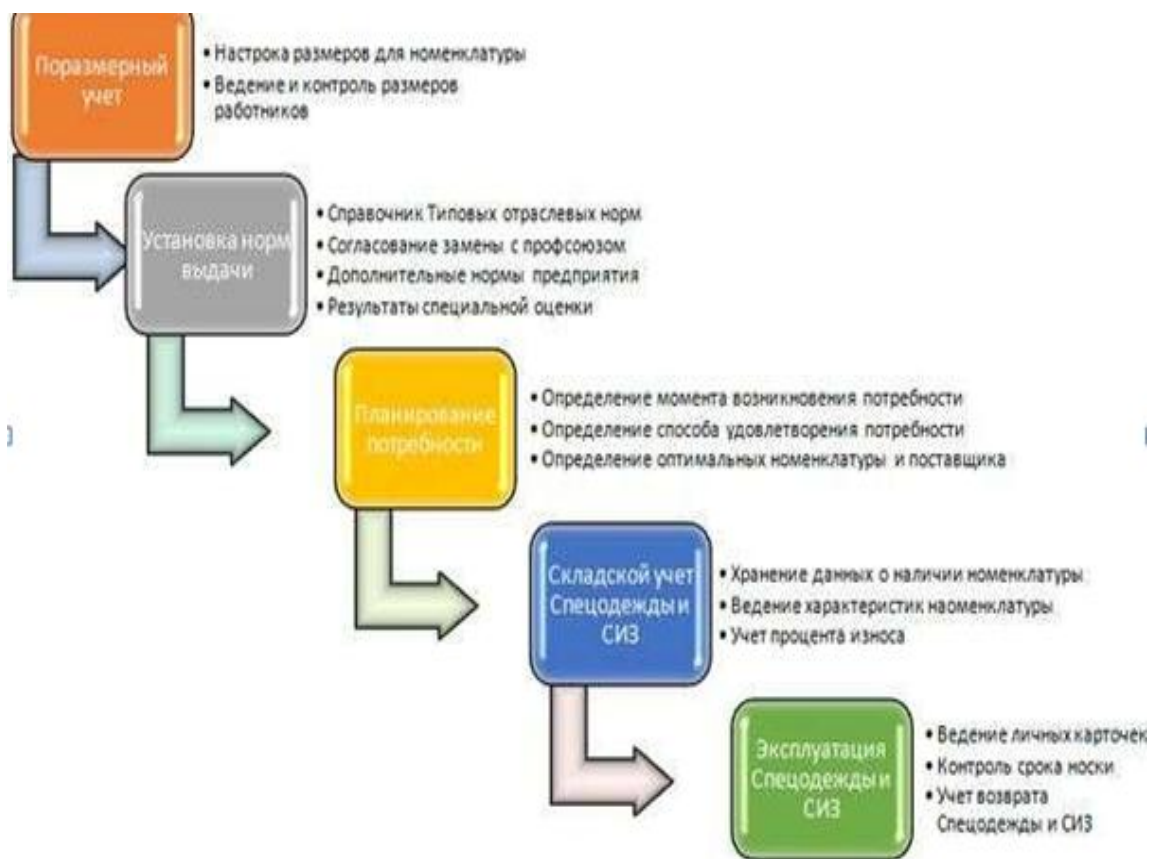 Поразмерный
учет
• Настрока размеров для номенклатуры
• Ведение и контроль размеров
работников
Установка норм
выдачи
• Справочник Типовых отраслевых норм
• Согласование замены с профсоюзом
• Дополнительные нормы предприятия
• Результаты специальной оценки
Планирование
потребности
• Определение момента возникновения потребности
• Определение способа удовлетворения потребности
• Определение оптимальных номенклатуры и поставщика
Складской учет
Спецодежды и
СИЗ
• Хранение данных о наличии номенклатуры
• Ведение характеристик наоменклатуры
• Учет процента износа
Эксплуатация
Спецодежды и
СИЗ
• Ведение личных карточек
• Контроль срока носки
• Учет возврата
Спецодежды и СИЗ